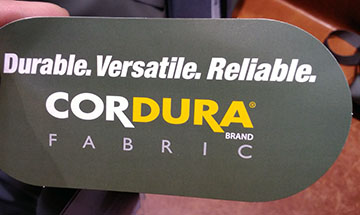 Durable. Versatile. Reliable.
CORDURA®
BRAND
FABRIC